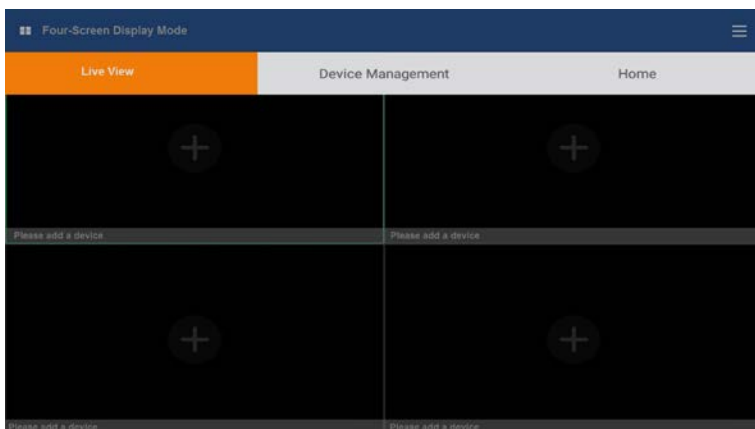 Four-Screen Display Mode
Live View Device Management Home
Please add a device Please add a device
Please add a device Please add a device